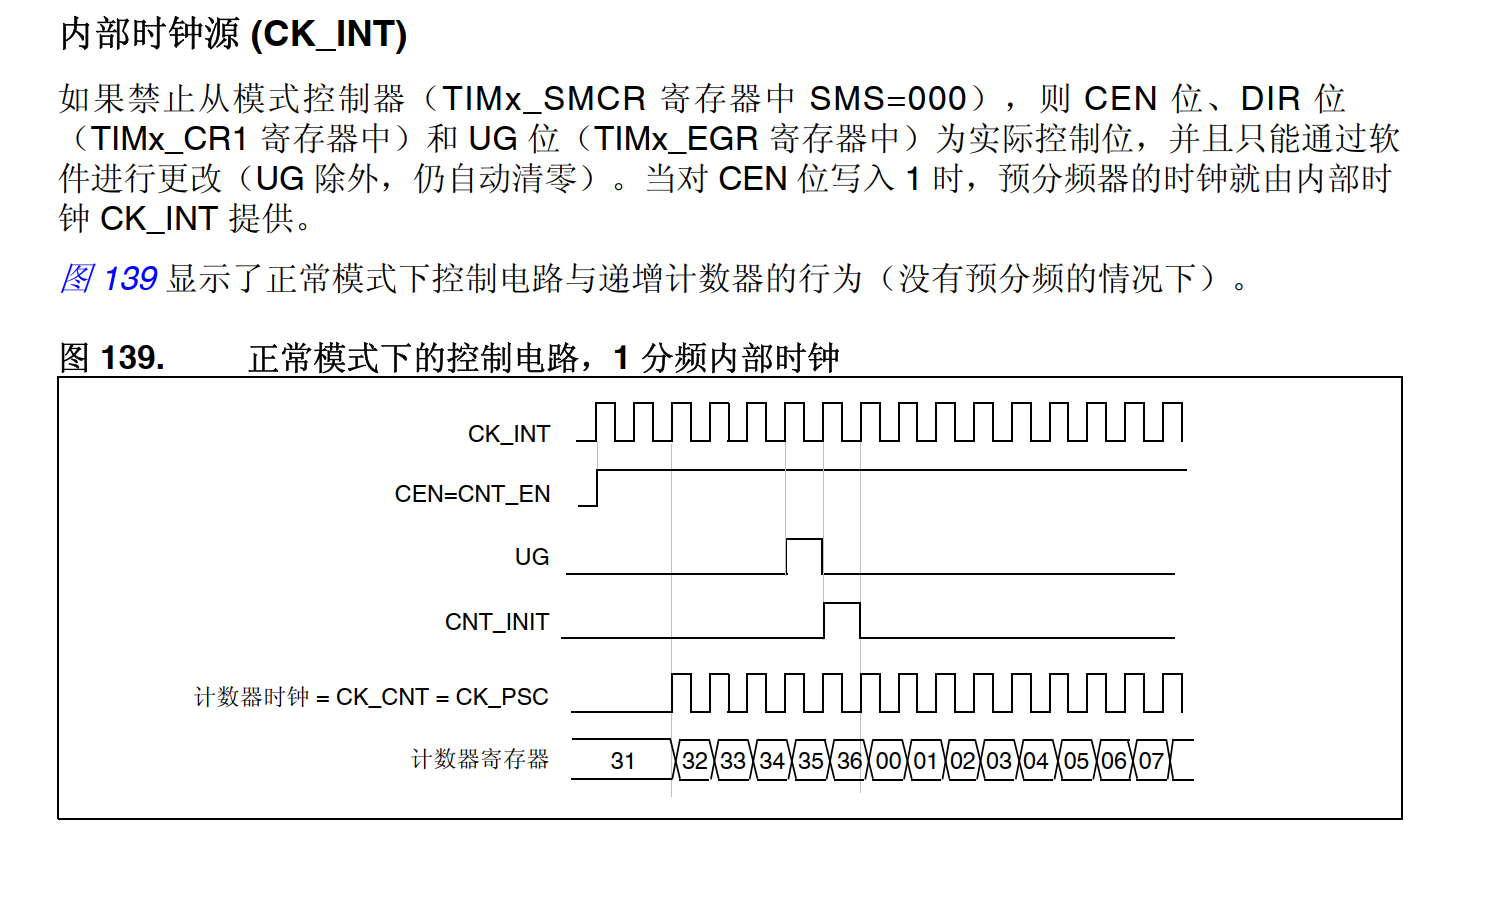 内部时钟源 (CK_INT)
如果禁止从模式控制器（TIMx_SMCR 寄存器中 SMS=000），则 CEN 位、DIR 位
（TIMx_CR1 寄存器中）和 UG 位（TIMx_EGR 寄存器中）为实际控制位，并且只能通过软
件进行更改（UG 除外，仍自动清零）。当对 CEN 位写入 1 时，预分频器的时钟就由内部时
钟 CK_INT 提供。
图 139 显示了正常模式下控制电路与递增计数器的行为（没有预分频的情况下）。
图 139. 正常模式下的控制电路，1 分频内部时钟
CK_INT
CEN=CNT_EN
UG
CNT_INIT
计数器时钟 = CK_CNT = CK_PSC
计数器寄存器 31 32 33 34 35 36 00 01 02 03 04 05 06 07